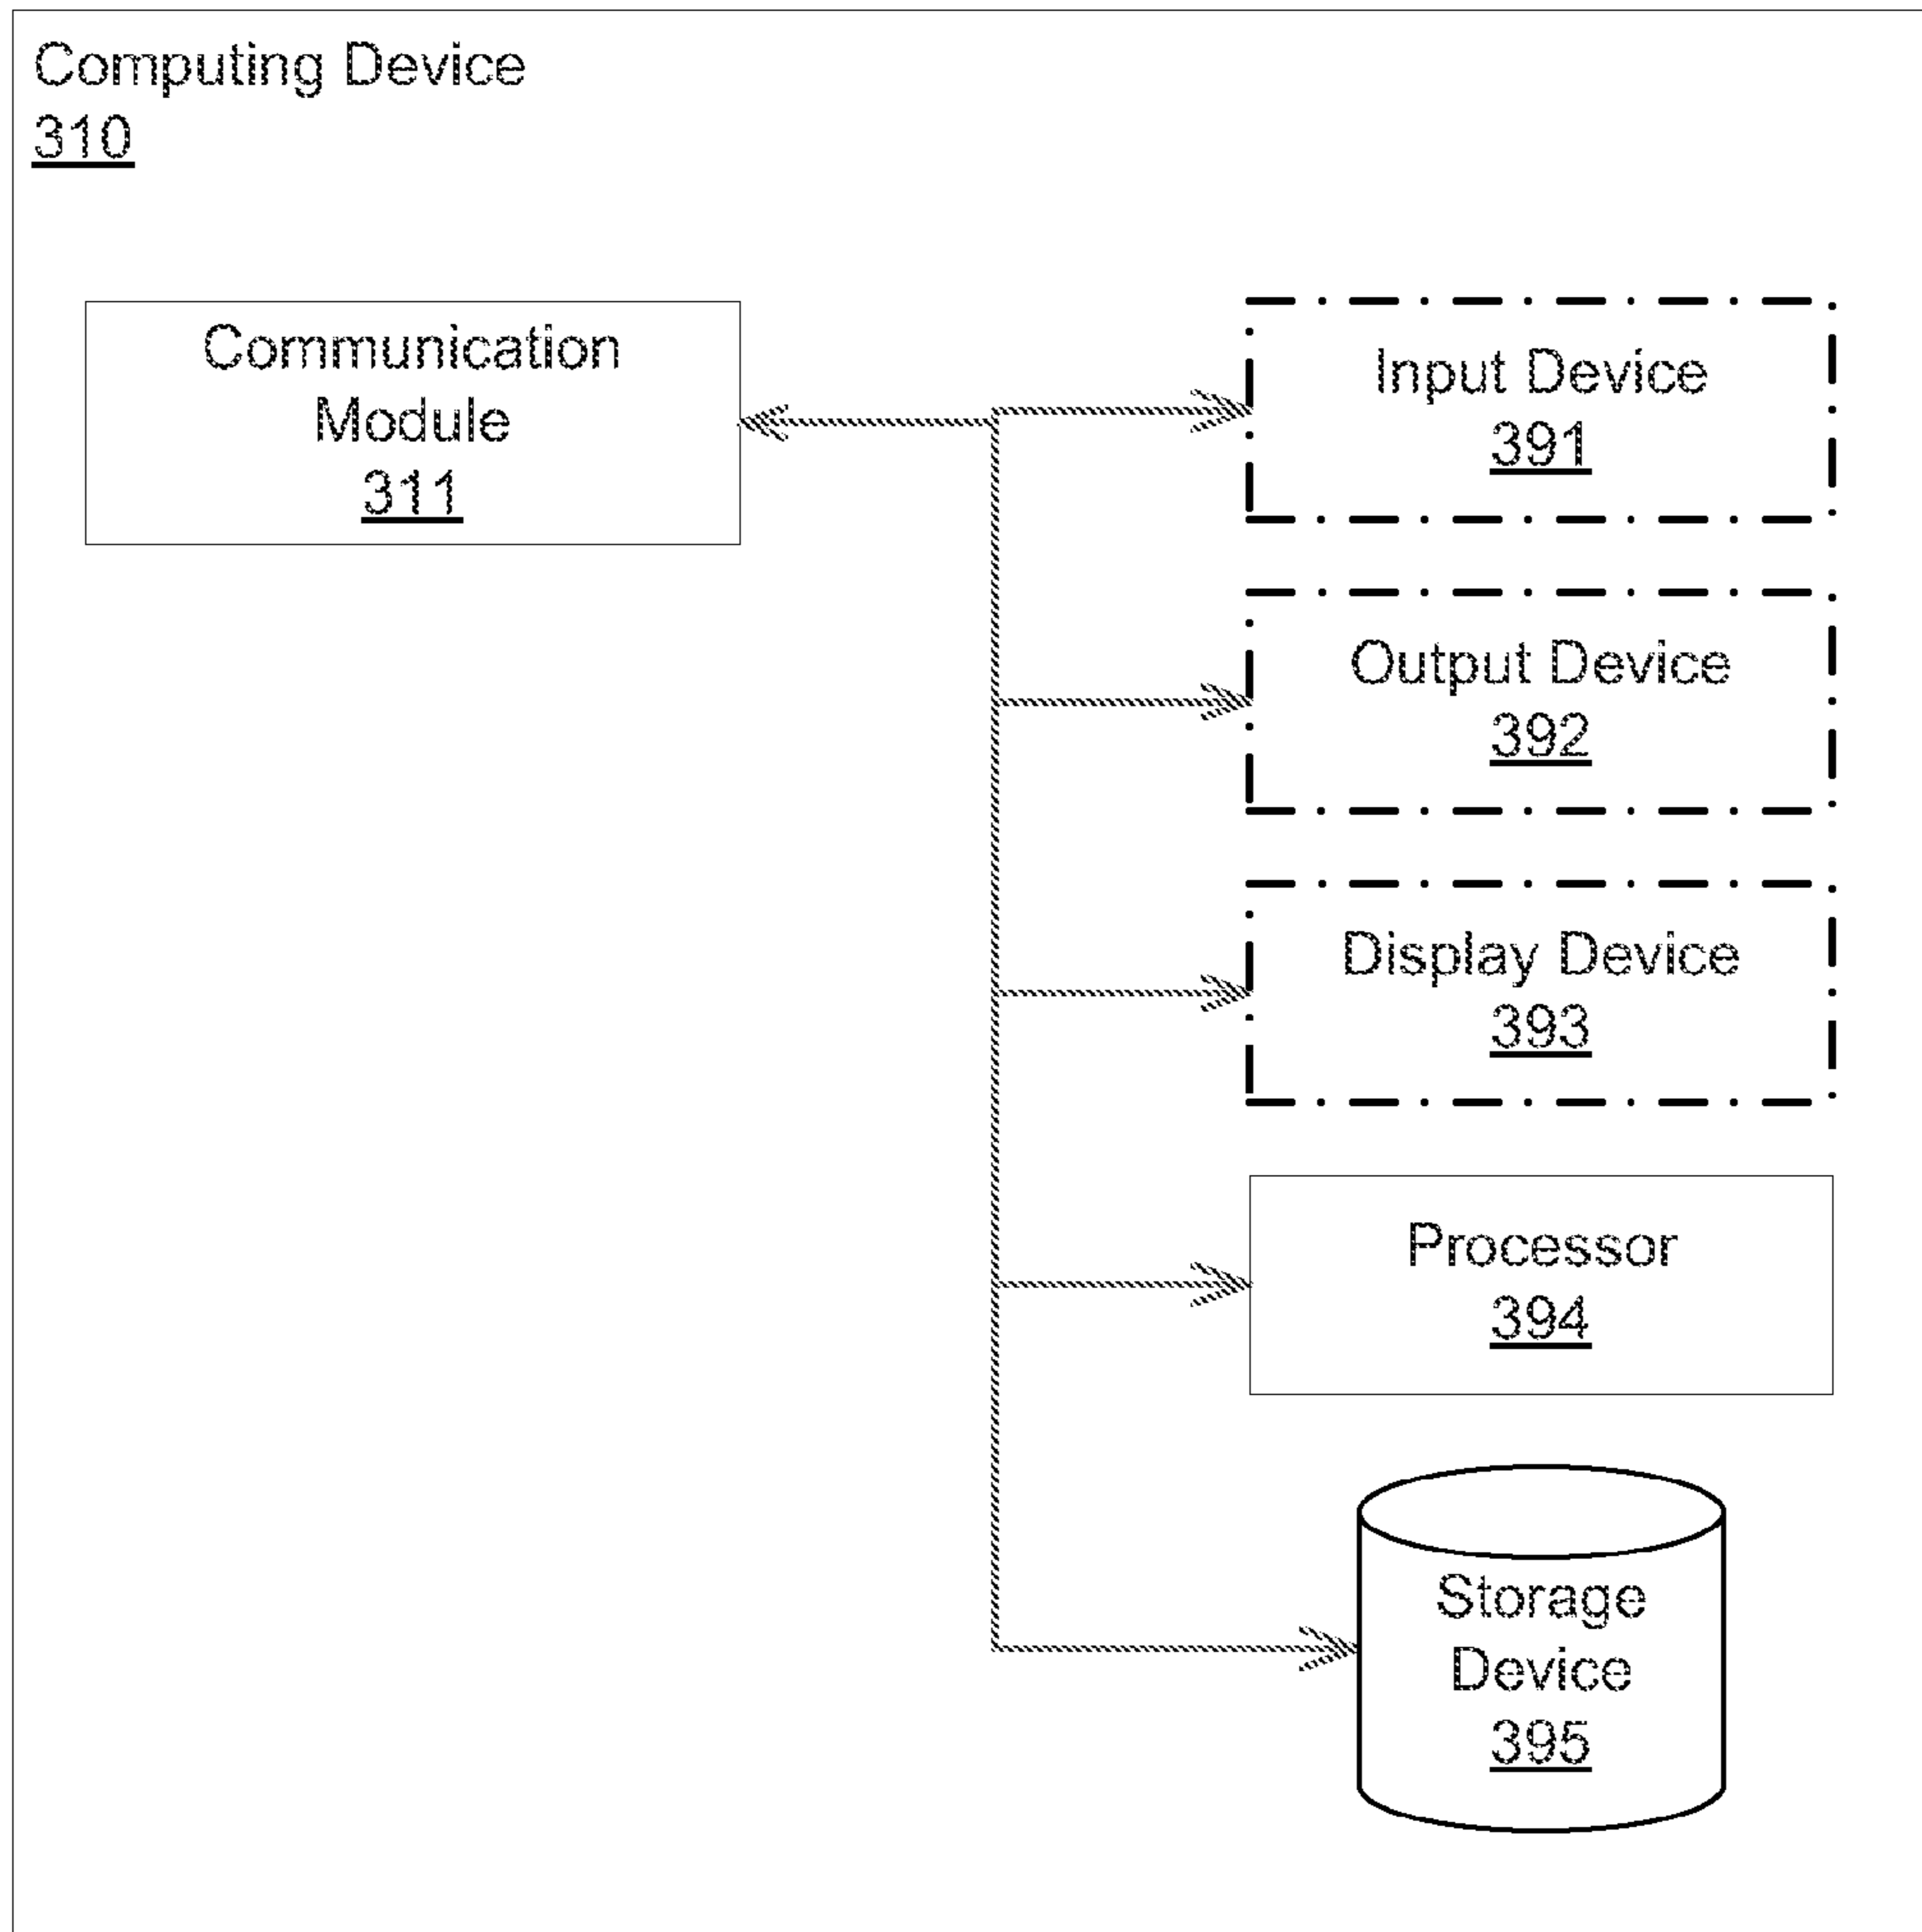 Computing Device
310
Communication
Module
311
Input Device
391
Output Device
392
Display Device
393
Processor
394
Storage
Device
395